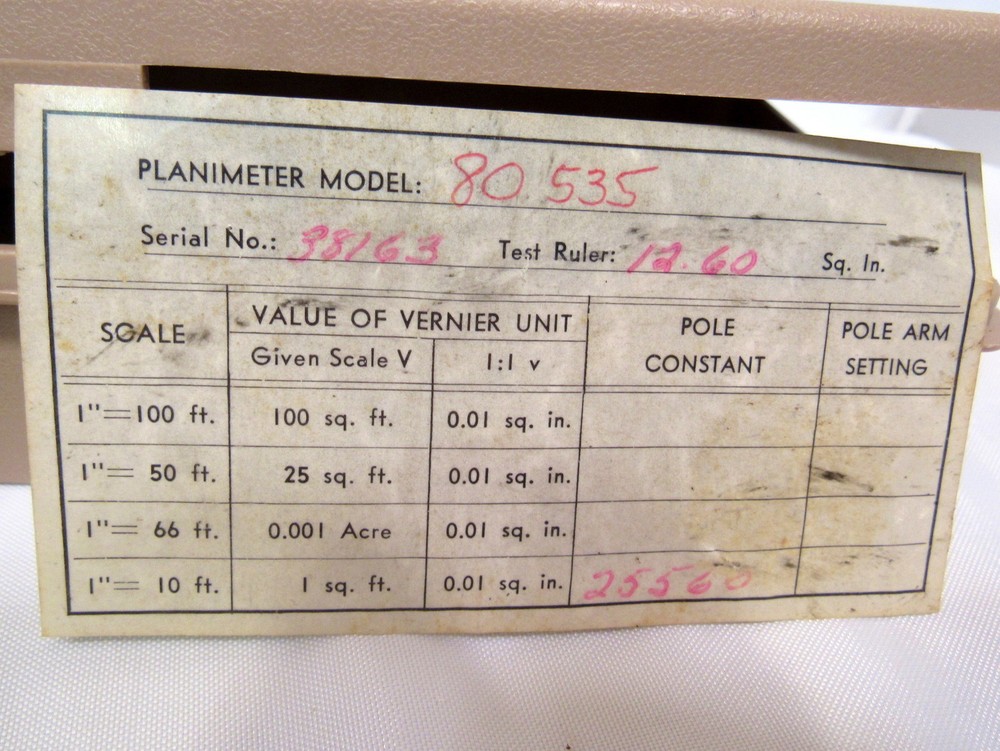 PLANIMETER MODEL: 80 535
Serial No.: 38163 Test Ruler: 12.60 Sq. In.
SCALE VALUE OF VERNIER UNIT POLE CONSTANT POLE ARM SETTING
Given Scale V 1:1 v
1"=100 ft. 100 sq. ft. 0.01 sq. in.
1"= 50 ft. 25 sq. ft. 0.01 sq. in.
1"= 66 ft. 0.001 Acre 0.01 sq. in.
1"= 10 ft. 1 sq. ft. 0.01 sq. in. 25560